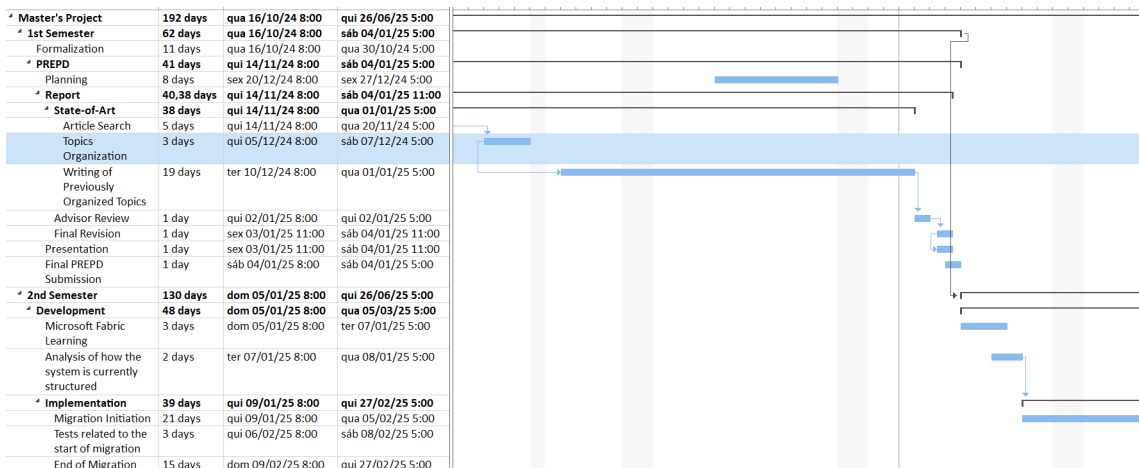 Master's Project 192 days qua 16/10/24 8:00 qui 26/06/25 5:00
1st Semester 62 days qua 16/10/24 8:00 sáb 04/01/25 5:00
Formalization 11 days qua 16/10/24 8:00 qua 30/10/24 5:00
PREPD 41 days qui 14/11/24 8:00 sáb 04/01/25 5:00
Planning 8 days sex 20/12/24 8:00 sex 27/12/24 5:00
Report 40,38 days qui 14/11/24 8:00 sáb 04/01/25 11:00
State-of-Art 38 days qui 14/11/24 8:00 qua 01/01/25 5:00
Article Search 5 days qui 14/11/24 8:00 qua 20/11/24 5:00
Topics 3 days qui 05/12/24 8:00 sáb 07/12/24 5:00
Organization
Writing of 19 days ter 10/12/24 8:00 qua 01/01/25 5:00
Previously
Organized Topics
Advisor Review 1 day qui 02/01/25 8:00 qui 02/01/25 5:00
Final Revision 1 day sex 03/01/25 11:00 sáb 04/01/25 11:00
Presentation 1 day sex 03/01/25 11:00 sáb 04/01/25 11:00
Final PREPD 1 day sáb 04/01/25 8:00 sáb 04/01/25 5:00
Submission
2nd Semester 130 days dom 05/01/25 8:00 qui 26/06/25 5:00
Development 48 days dom 05/01/25 8:00 qua 05/03/25 5:00
Microsoft Fabric 3 days dom 05/01/25 8:00 ter 07/01/25 5:00
Learning
Analysis of how the 2 days ter 07/01/25 8:00 qua 08/01/25 5:00
system is currently
structured
Implementation 39 days qui 09/01/25 8:00 qui 27/02/25 5:00
Migration Initiation 21 days qui 09/01/25 8:00 qua 05/02/25 5:00
Tests related to the 3 days qui 06/02/25 8:00 sáb 08/02/25 5:00
start of migration
End of Migration 15 days dom 09/02/25 8:00 qui 27/02/25 5:00